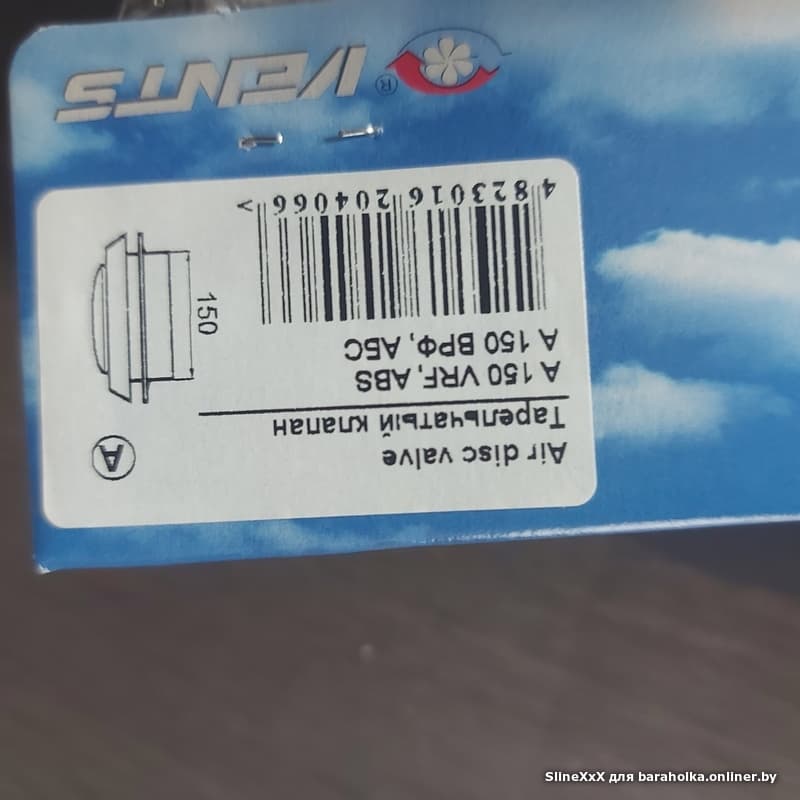 Air disc valve
Тарельчатый клапан
A 150 VRF, ABS
А 150 ВРФ, АБС
4 823016 204066 >
150
A
VENTS ®
SlineXxX для baraholka.onliner.by